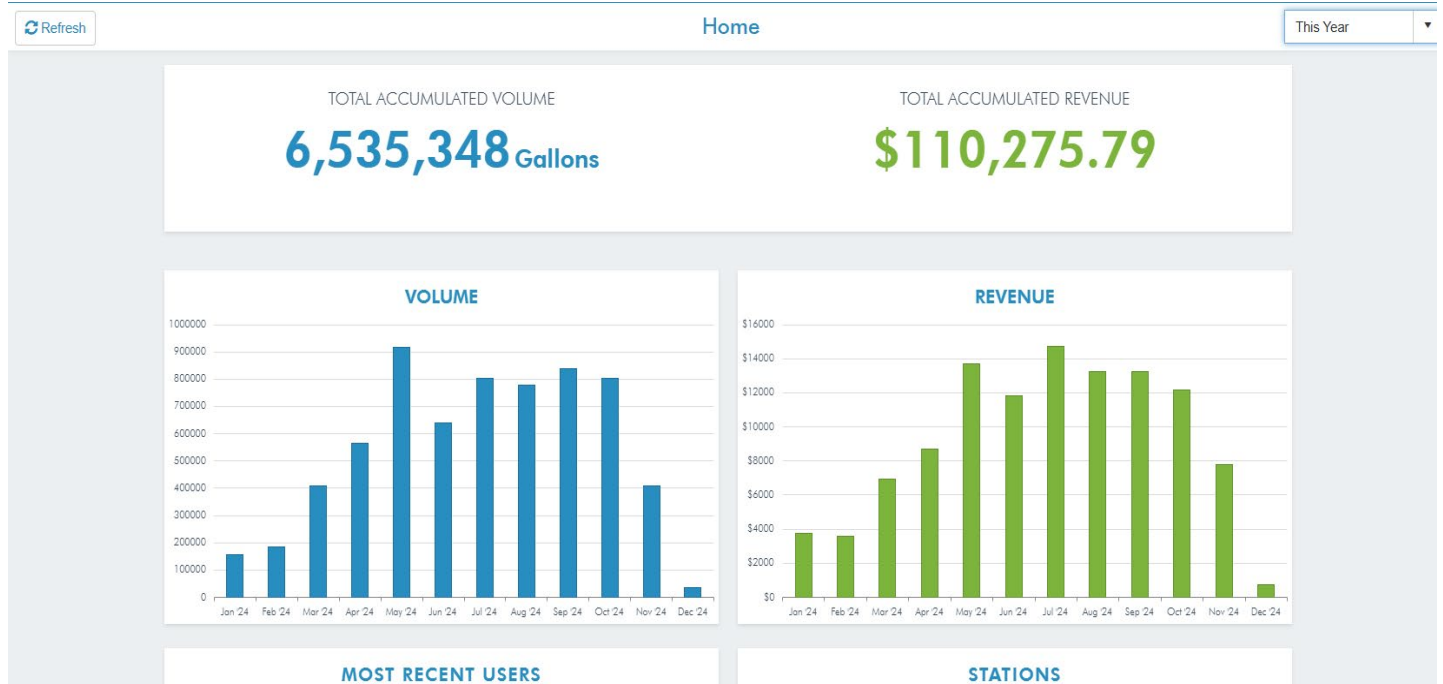 Refresh
Home
This Year
TOTAL ACCUMULATED VOLUME
6,535,348 Gallons
TOTAL ACCUMULATED REVENUE
$110,275.79
VOLUME
1000000
900000
800000
700000
600000
500000
400000
300000
200000
100000
0
Jan '24 Feb '24 Mar '24 Apr '24 May '24 Jun '24 Jul '24 Aug '24 Sep '24 Oct '24 Nov '24 Dec '24
REVENUE
$16000
$14000
$12000
$10000
$8000
$6000
$4000
$2000
$0
Jan '24 Feb '24 Mar '24 Apr '24 May '24 Jun '24 Jul '24 Aug '24 Sep '24 Oct '24 Nov '24 Dec '24
MOST RECENT USERS
STATIONS